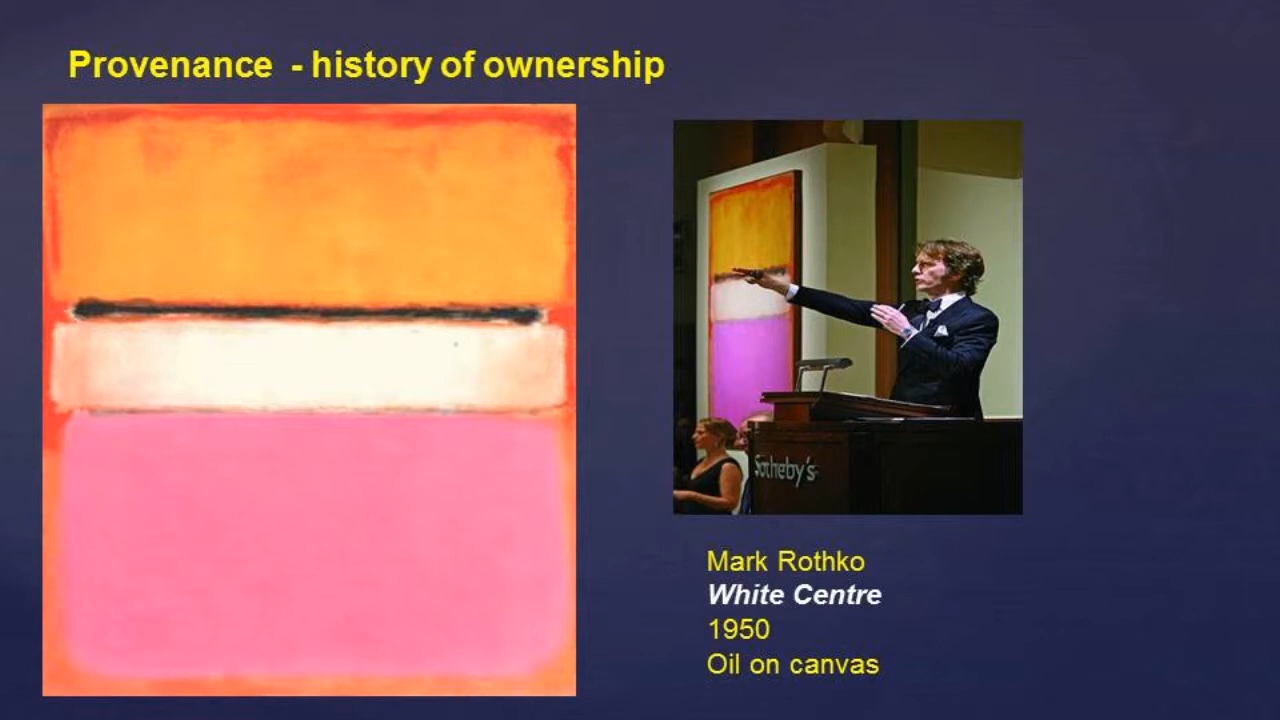 Provenance - history of ownership
Sotheby's
Mark Rothko
White Centre
1950
Oil on canvas